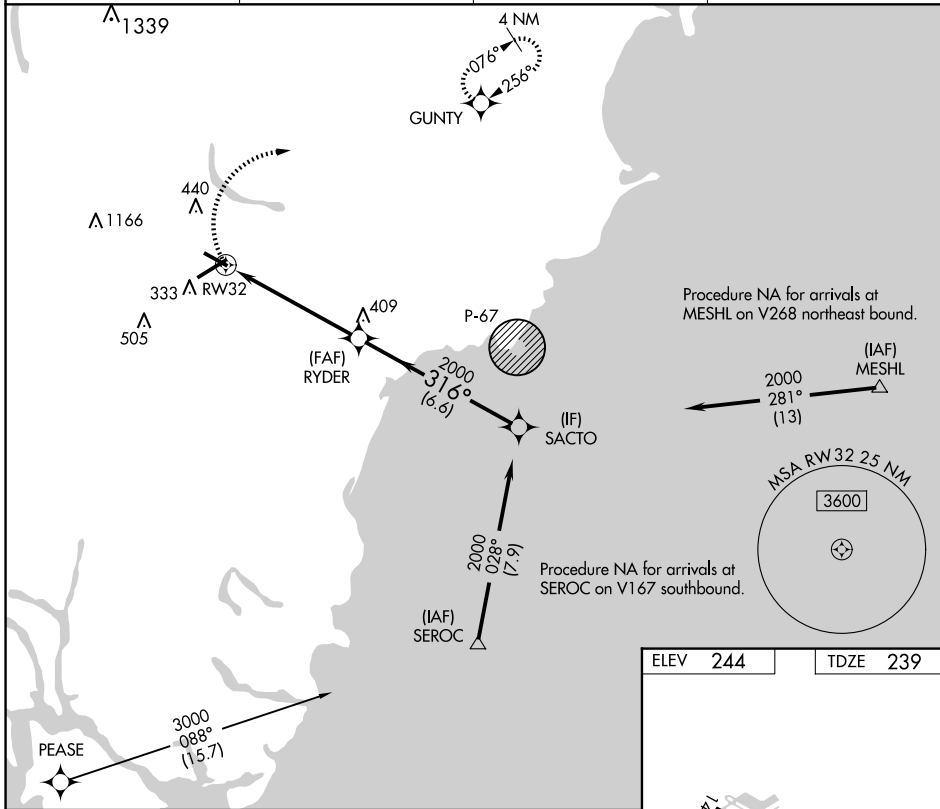 1339
4 NM
076°
256°
GUNTY
440
1166
RW32
333
505
409
(FAF)
RYDER
P-67
2000
316°
(6.6)
(IF)
SACTO
Procedure NA for arrivals at
MESHL on V268 northeast bound.
(IAF)
MESHL
2000
281°
(13)
MSA RW32 25 NM
3600
2000
028°
(7.9)
Procedure NA for arrivals at
SEROC on V167 southbound.
(IAF)
SEROC
3000
088°
(15.7)
PEASE
ELEV 244
TDZE 239